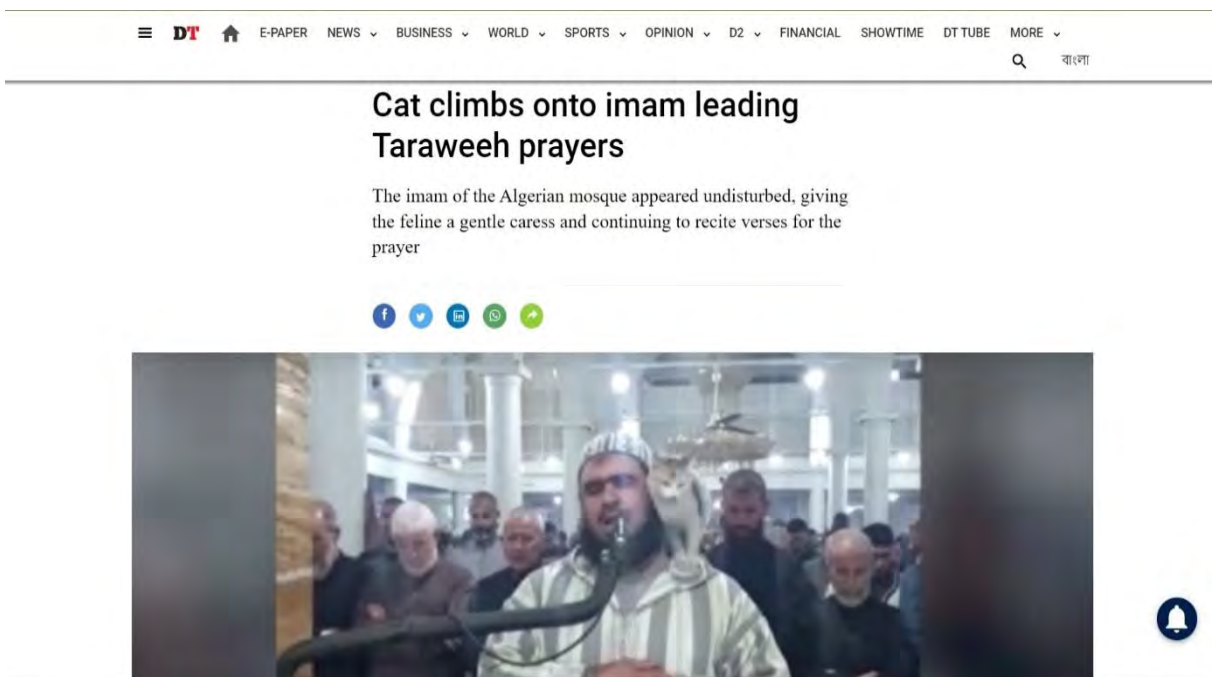 DT E-PAPER NEWS BUSINESS WORLD SPORTS OPINION D2 FINANCIAL SHOWTIME DT TUBE MORE
বাংলা
Cat climbs onto imam leading
Taraweeh prayers
The imam of the Algerian mosque appeared undisturbed, giving
the feline a gentle caress and continuing to recite verses for the
prayer